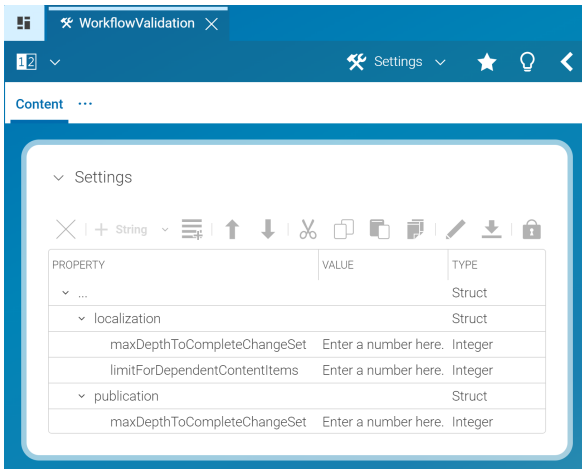 WorkflowValidation
12
Settings
Content ...
Settings
String
PROPERTY VALUE TYPE
... Struct
localization Struct
maxDepthToCompleteChangeSet Enter a number here. Integer
limitForDependentContentItems Enter a number here. Integer
publication Struct
maxDepthToCompleteChangeSet Enter a number here. Integer